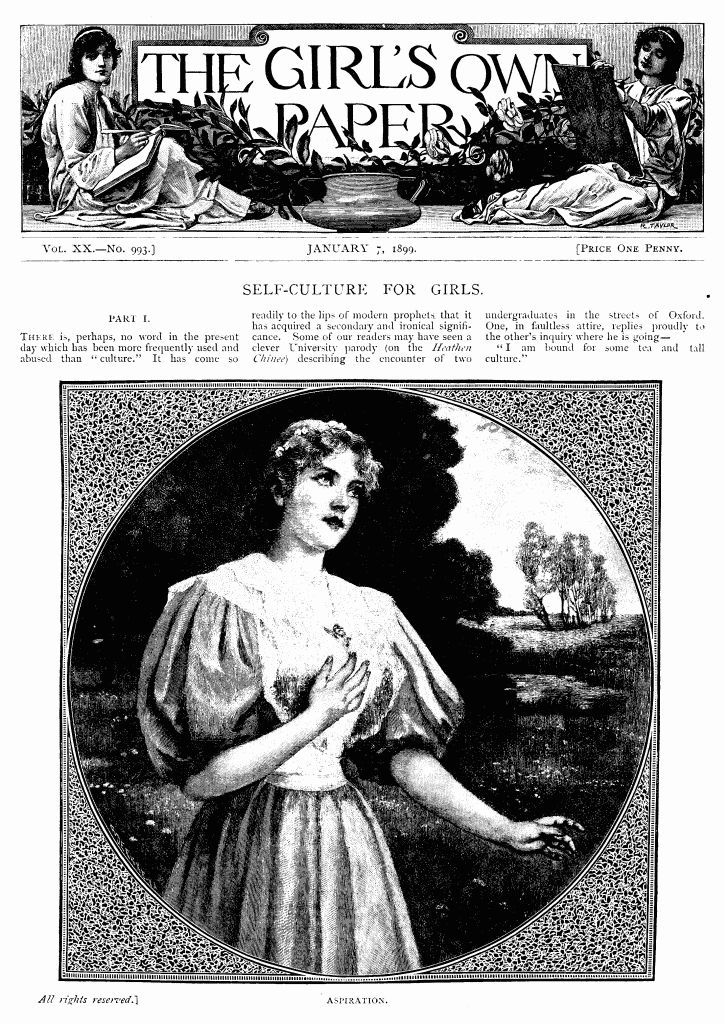 THE GIRL'S OWN
PAPER
R. TAYLOR
VOL. XX.—NO. 993.] JANUARY 7, 1899. [PRICE ONE PENNY.
SELF-CULTURE FOR GIRLS.
PART I.
THERE is, perhaps, no word in the present
day which has been more frequently used and
abused than "culture." It has come so
readily to the lips of modern prophets that it
has acquired a secondary and ironical signifi-
cance. Some of our readers may have seen a
clever University parody (on the Heathen
Chinee) describing the encounter of two
undergraduates in the streets of Oxford.
One, in faultless attire, replies proudly to
the other's inquiry where he is going—
"I am bound for some tea and tall
culture."
All rights reserved.] ASPIRATION.